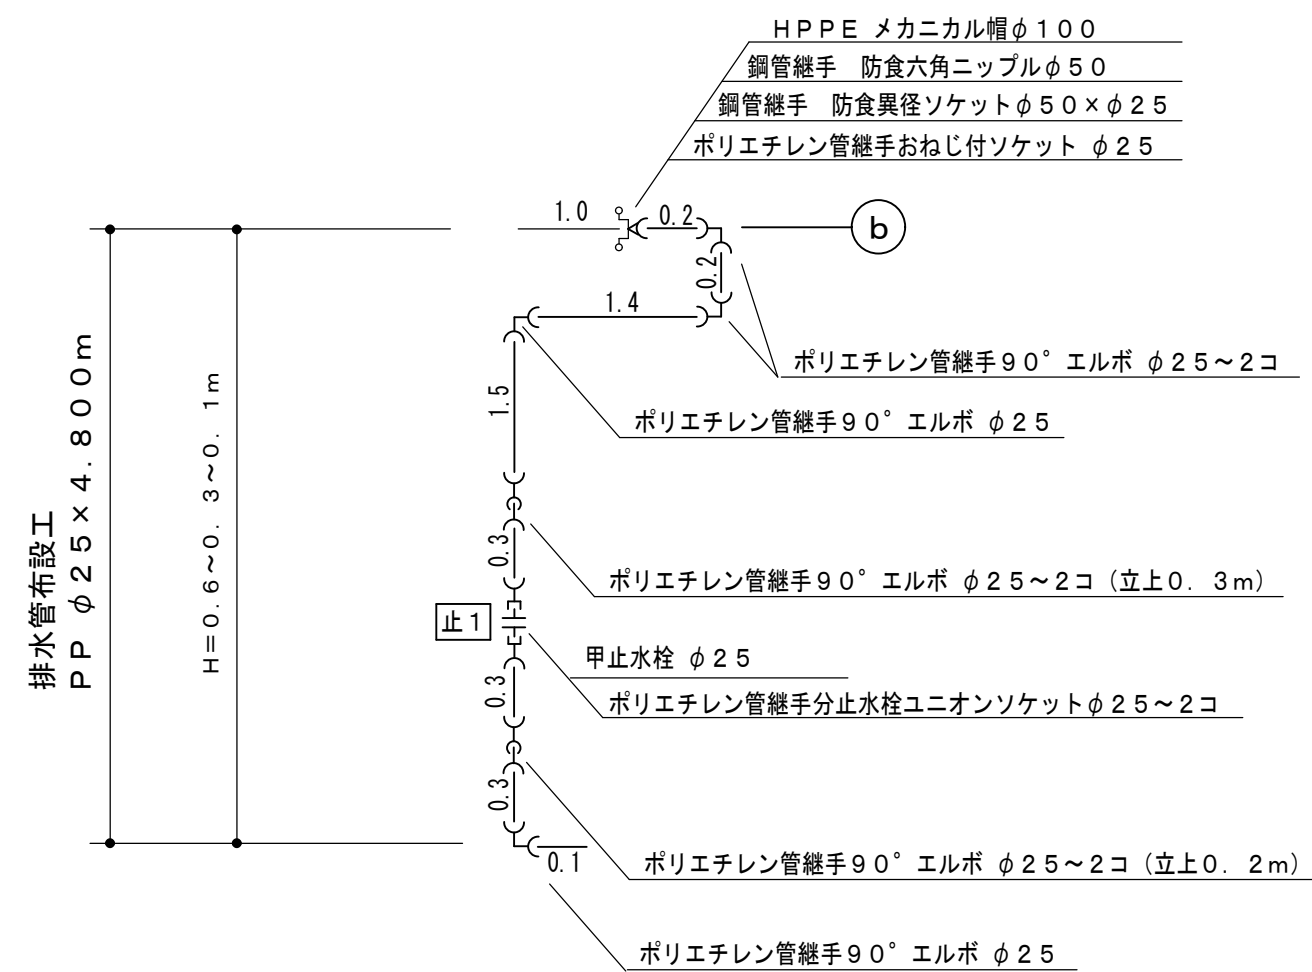 ＨＰＰＥ メカニカル帽φ１００
鋼管継手　防食六角ニップルφ５０
鋼管継手　防食異径ソケットφ５０×φ２５
ポリエチレン管継手おねじ付ソケット φ２５
1.0
0.2
b
0.2
1.4
ポリエチレン管継手９０°エルボ φ２５～２コ
1.5
ポリエチレン管継手９０°エルボ φ２５
排水管布設工
ＰＰ φ２５×４.８００ｍ
Ｈ＝０.６～０．３～０．１ｍ
0.3
ポリエチレン管継手９０°エルボ φ２５～２コ（立上０．３ｍ）
止１
甲止水栓 φ２５
ポリエチレン管継手分止水栓ユニオンソケットφ２５～２コ
0.3
0.3
0.1
ポリエチレン管継手９０°エルボ φ２５～２コ（立上０．２ｍ）
ポリエチレン管継手９０°エルボ φ２５